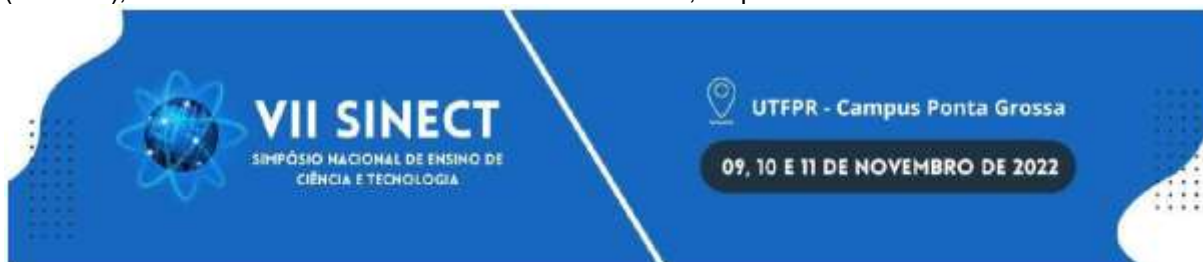 VII SINECT
SIMPÓSIO NACIONAL DE ENSINO DE
CIÊNCIA E TECNOLOGIA
UTFPR - Campus Ponta Grossa
09, 10 E 11 DE NOVEMBRO DE 2022